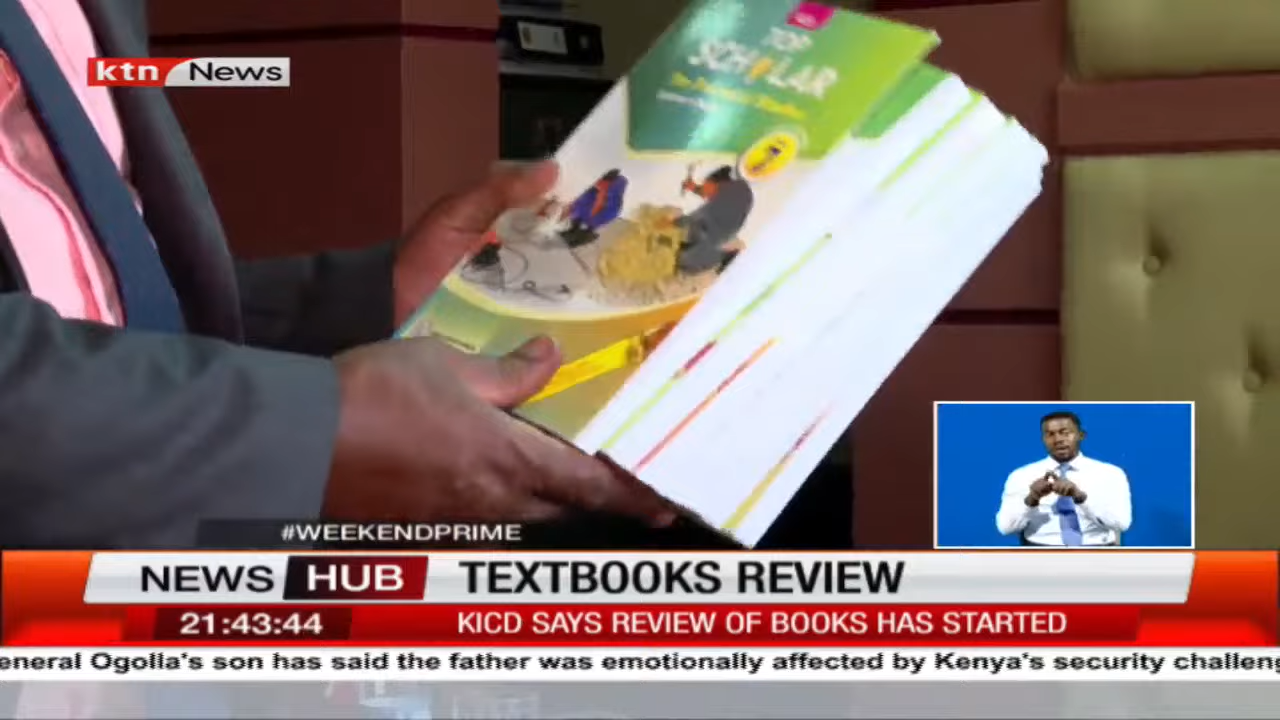 ktn News
TOP
SCHOLAR
#WEEKENDPRIME
NEWS HUB TEXTBOOKS REVIEW
21:43:44 KICD SAYS REVIEW OF BOOKS HAS STARTED
eneral Ogolla's son has said the father was emotionally affected by Kenya's security challeng